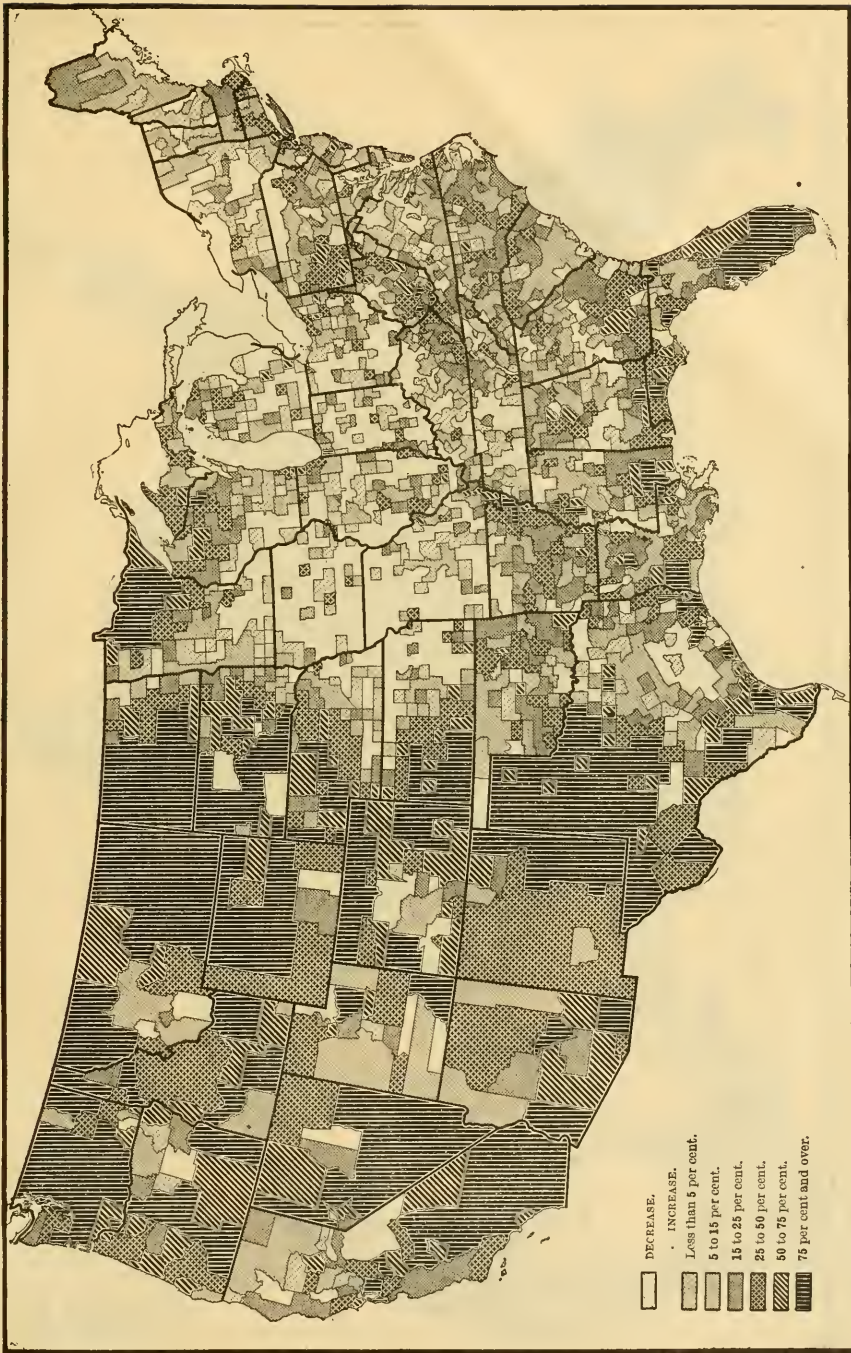 DECREASE.
INCREASE.
Less than 5 per cent.
5 to 15 per cent.
15 to 25 per cent.
25 to 50 per cent.
50 to 75 per cent.
75 per cent and over.